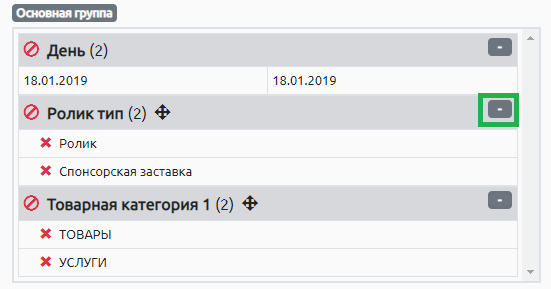 Основная группа
День (2)
-
18.01.2019 18.01.2019
Ролик тип (2)
-
Ролик
Спонсорская заставка
Товарная категория 1 (2)
-
ТОВАРЫ
УСЛУГИ